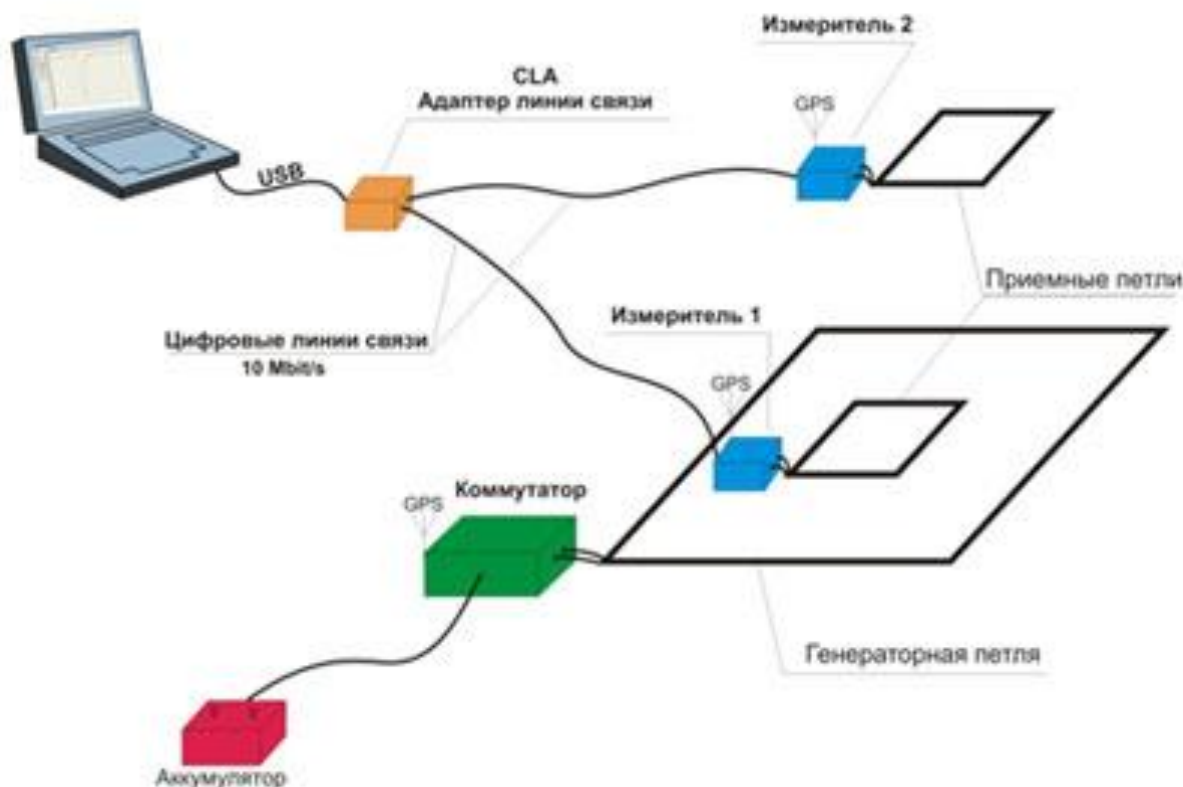 Измеритель 2
CLA
Адаптер линии связи
GPS
USB
Приемные петли
Измеритель 1
Цифровые линии связи
10 Mbit/s
GPS
Коммутатор
GPS
Генераторная петля
Аккумулятор